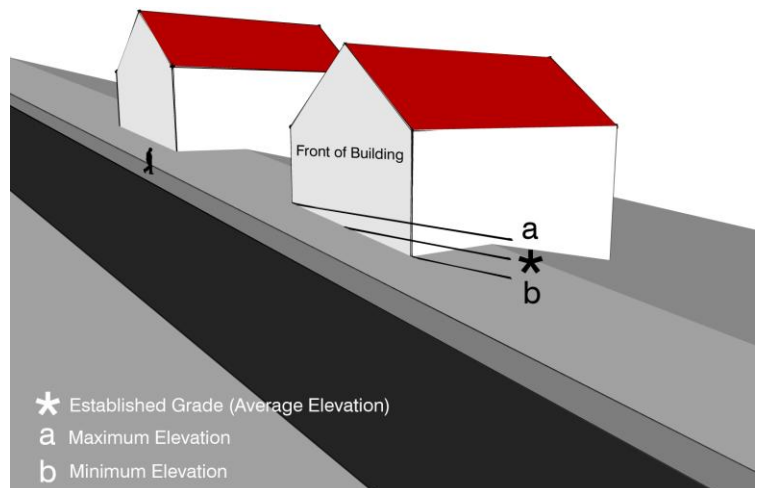 Front of Building
a
*
b
* Established Grade (Average Elevation)
a Maximum Elevation
b Minimum Elevation